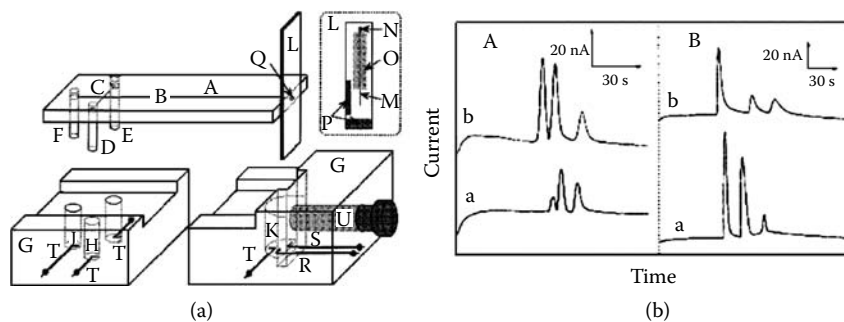 L
L
N
Q
A
O
C
B
M
F
E
D
P
G
U
K
G
J
H
S
T
T
T
T
R
(a)
A
B
20 nA
30 s
20 nA
30 s
b
b
Current
a
a
Time
(b)